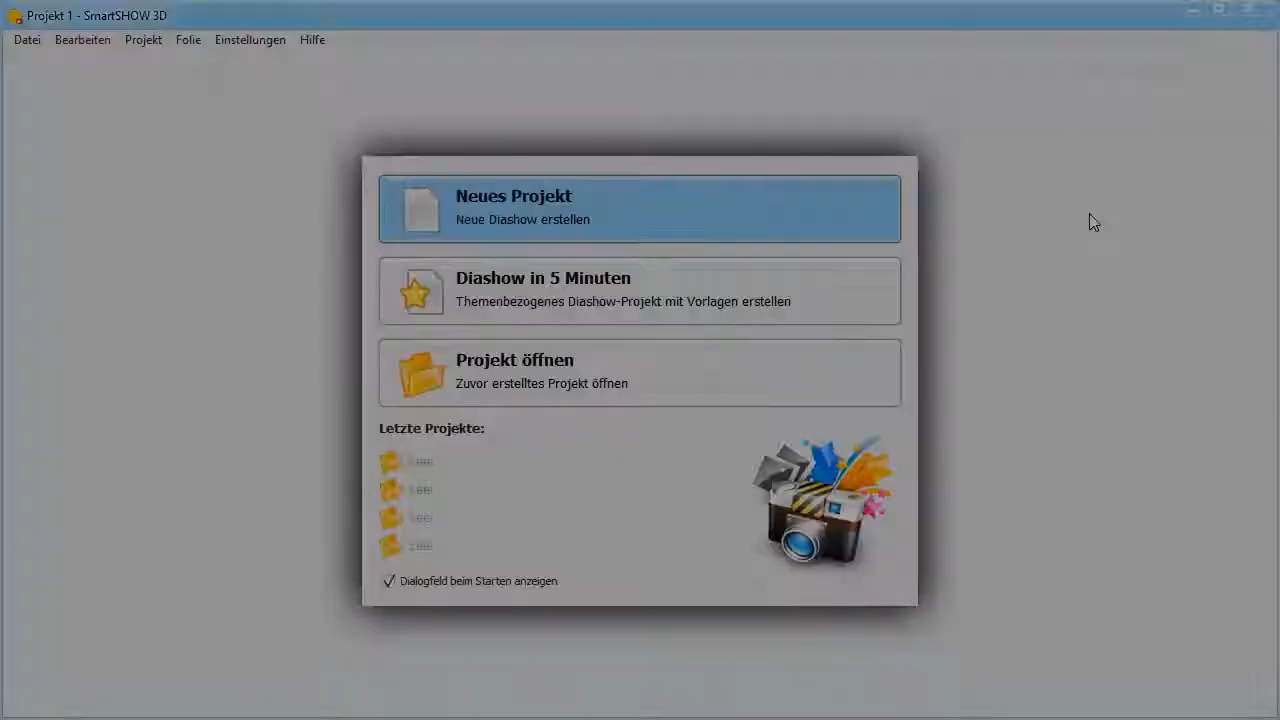 Projekt 1 - SmartSHOW 3D
Datei Bearbeiten Projekt Folie Einstellungen Hilfe
Neues Projekt
Neue Diashow erstellen
Diashow in 5 Minuten
Themenbezogenes Diashow-Projekt mit Vorlagen erstellen
Projekt öffnen
Zuvor erstelltes Projekt öffnen
Letzte Projekte:
Dialogfeld beim Starten anzeigen